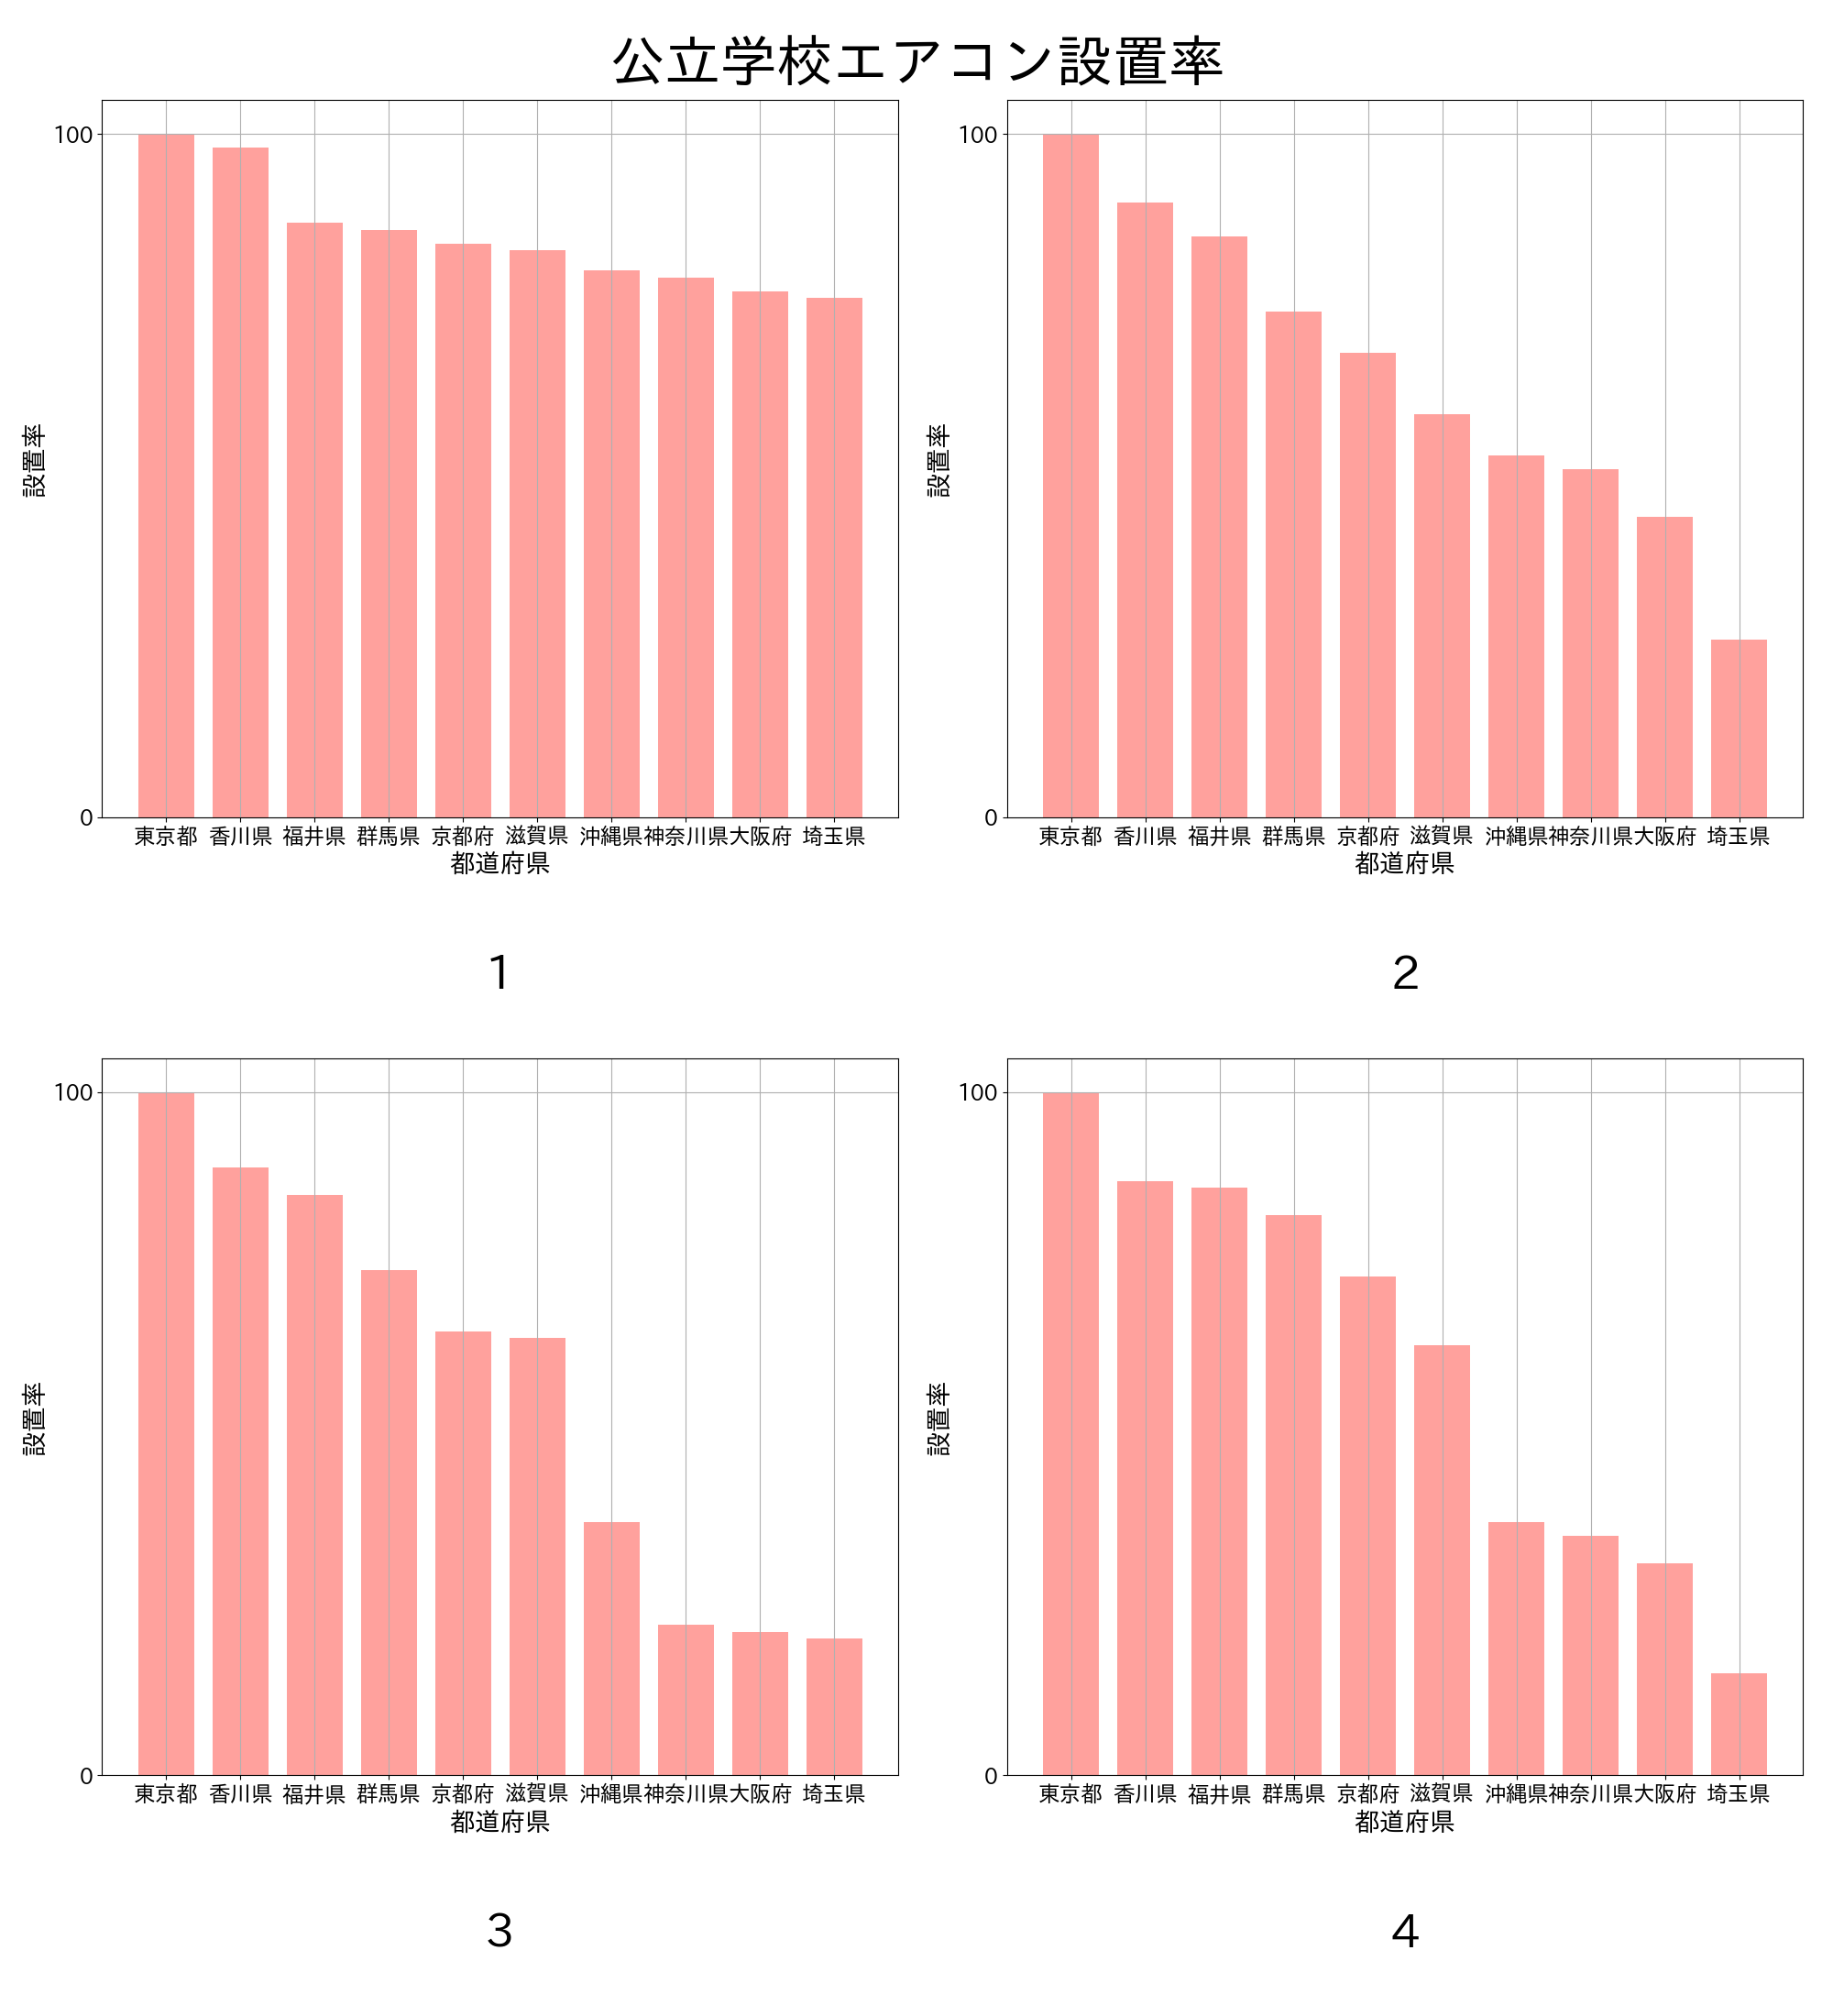 公立学校エアコン設置率
100
設置率
0
東京都 香川県 福井県 群馬県 京都府 滋賀県 沖縄県 神奈川県 大阪府 埼玉県
都道府県
1
100
設置率
0
東京都 香川県 福井県 群馬県 京都府 滋賀県 沖縄県 神奈川県 大阪府 埼玉県
都道府県
2
100
設置率
0
東京都 香川県 福井県 群馬県 京都府 滋賀県 沖縄県 神奈川県 大阪府 埼玉県
都道府県
3
100
設置率
0
東京都 香川県 福井県 群馬県 京都府 滋賀県 沖縄県 神奈川県 大阪府 埼玉県
都道府県
4